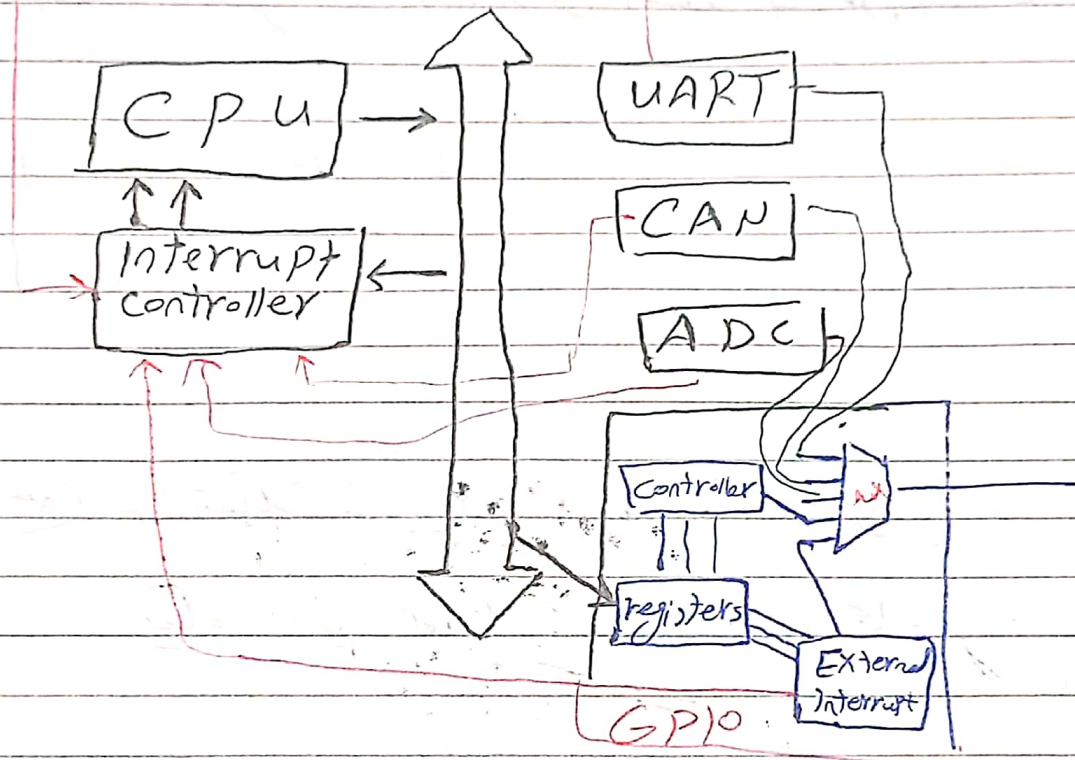 CPU
UART
CAN
Interrupt
controller
ADC
controller
registers
External
Interrupt
GPIO